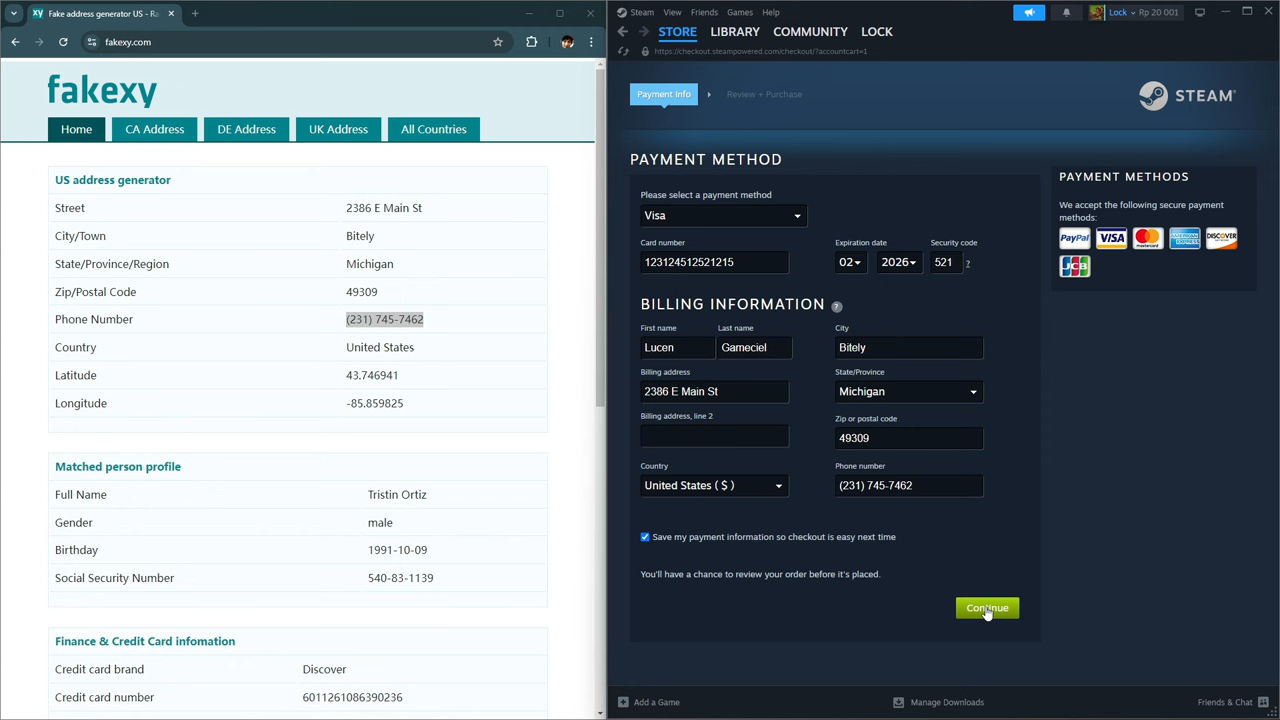 Fake address generator US - Ra
fakexy.com
fakexy
Home
CA Address
DE Address
UK Address
All Countries
US address generator
Street 2386 E Main St
City/Town Bitely
State/Province/Region Michigan
Zip/Postal Code 49309
Phone Number (231) 745-7462
Country United States
Latitude 43.746941
Longitude -85.859825
Matched person profile
Full Name Tristin Ortiz
Gender male
Birthday 1991-10-09
Social Security Number 540-83-1139
Finance & Credit Card infomation
Credit card brand Discover
Credit card number 6011261086390236
Steam View Friends Games Help
Lock Rp 20 001
STORE LIBRARY COMMUNITY LOCK
https://checkout.steampowered.com/checkout/?accountcart=1
Payment Info Review + Purchase
STEAM®
PAYMENT METHOD
Please select a payment method
Visa
Card number Expiration date Security code
123124512521215 02 2026 521 ?
BILLING INFORMATION ?
First name Last name City
Lucen Gameciel Bitely
Billing address State/Province
2386 E Main St Michigan
Billing address, line 2 Zip or postal code
49309
Country Phone number
United States ( $ ) (231) 745-7462
Save my payment information so checkout is easy next time
You'll have a chance to review your order before it's placed.
Continue
PAYMENT METHODS
We accept the following secure payment
methods:
PayPal VISA MasterCard AMERICAN EXPRESS DISCOVER
JCB
Add a Game
Manage Downloads
Friends & Chat